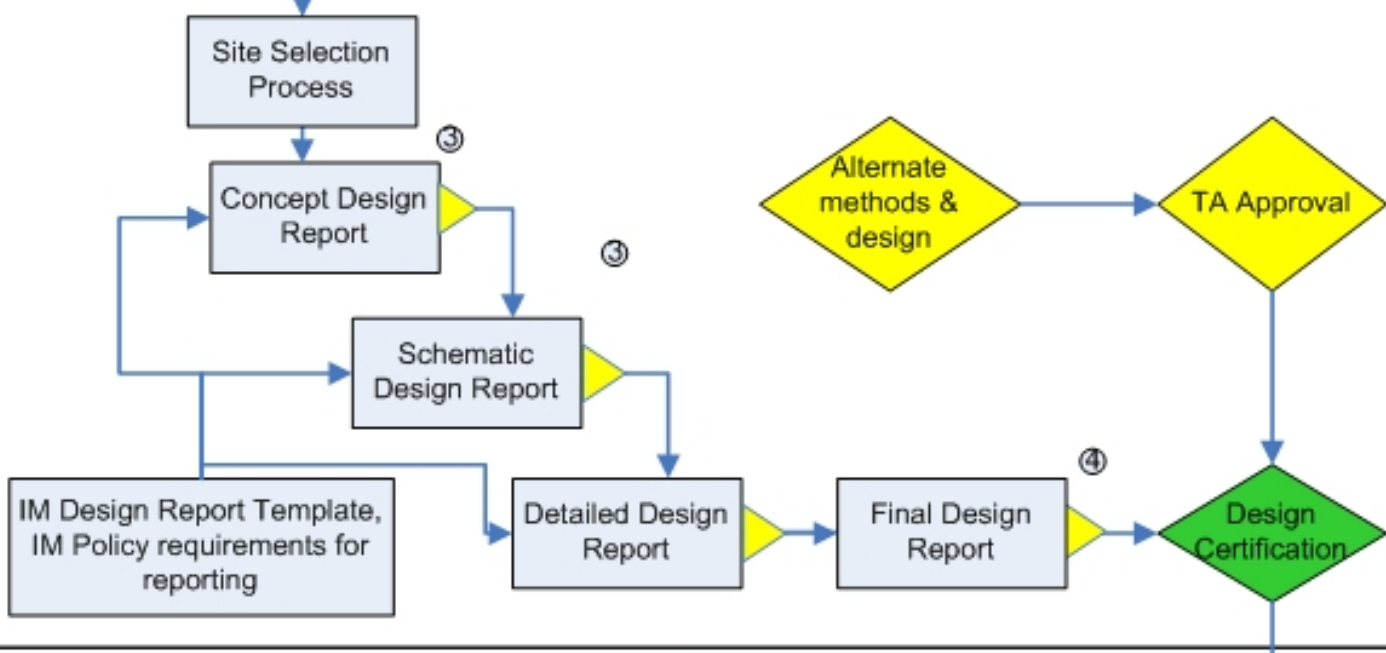 Site Selection
Process
③
Concept Design
Report
Alternate
methods &
design
TA Approval
③
Schematic
Design Report
④
IM Design Report Template,
IM Policy requirements for
reporting
Detailed Design
Report
Final Design
Report
Design
Certification